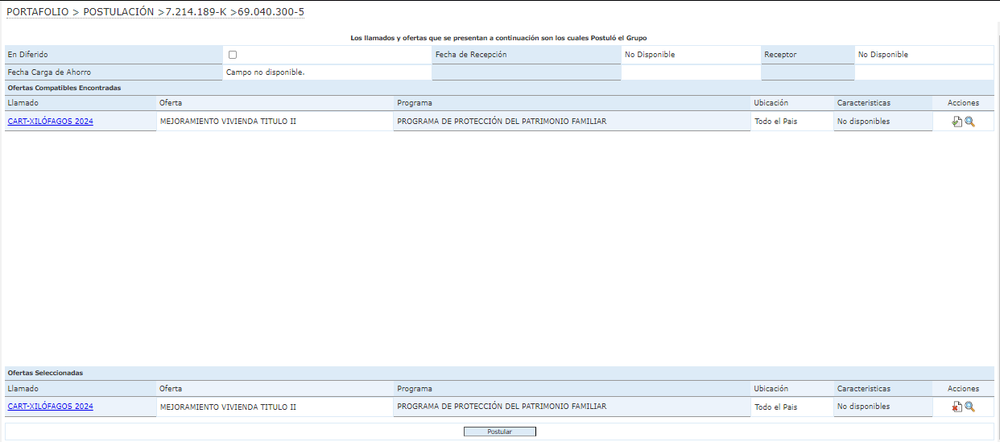 PORTAFOLIO > POSTULACIÓN >7.214.189-K >69.040.300-5
Los llamados y ofertas que se presentan a continuación son los cuales Postuló el Grupo
En Diferido Fecha de Recepción No Disponible Receptor No Disponible
Fecha Carga de Ahorro Campo no disponible.
Ofertas Compatibles Encontradas
Llamado Oferta Programa Ubicación Caracteristicas Acciones
CART-XILÓFAGOS 2024 MEJORAMIENTO VIVIENDA TITULO II PROGRAMA DE PROTECCIÓN DEL PATRIMONIO FAMILIAR Todo el Pais No disponibles
Ofertas Seleccionadas
Llamado Oferta Programa Ubicación Caracteristicas Acciones
CART-XILÓFAGOS 2024 MEJORAMIENTO VIVIENDA TITULO II PROGRAMA DE PROTECCIÓN DEL PATRIMONIO FAMILIAR Todo el Pais No disponibles
Postular